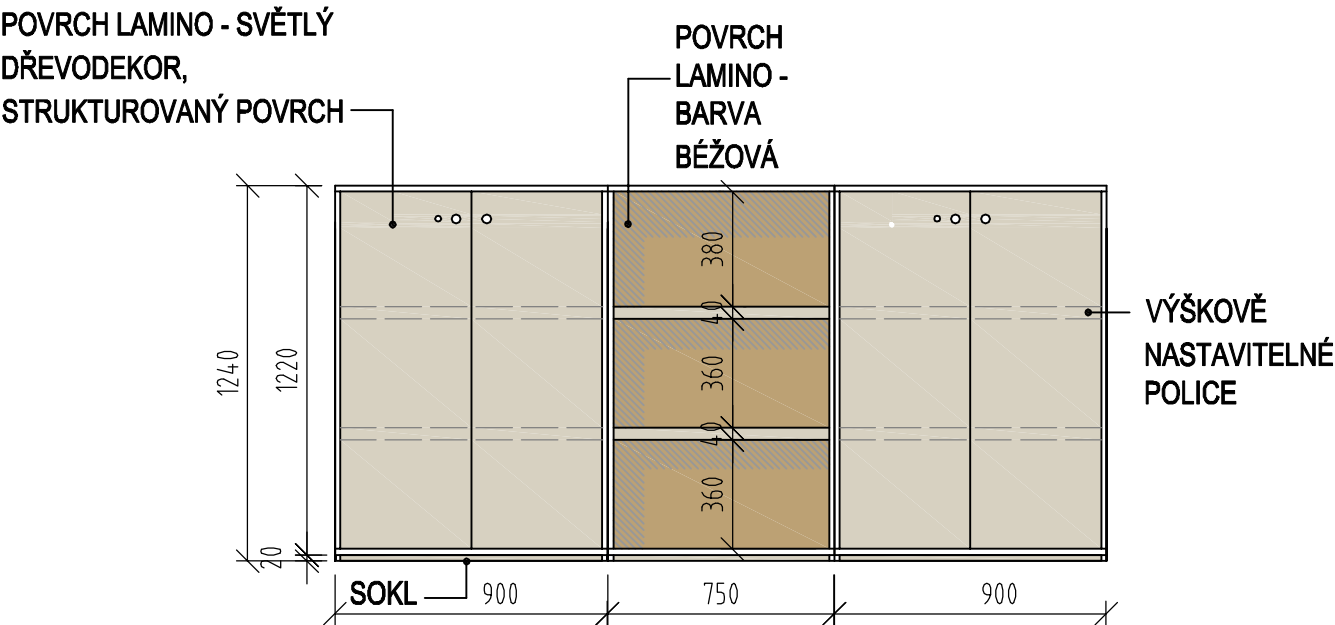 POVRCH LAMINO - SVĚTLÝ
DŘEVODEKOR,
STRUKTUROVANÝ POVRCH
POVRCH
LAMINO -
BARVA
BÉŽOVÁ
380
40
360
40
360
1240
1220
20
VÝŠKOVĚ
NASTAVITELNÉ
POLICE
SOKL
900
750
900